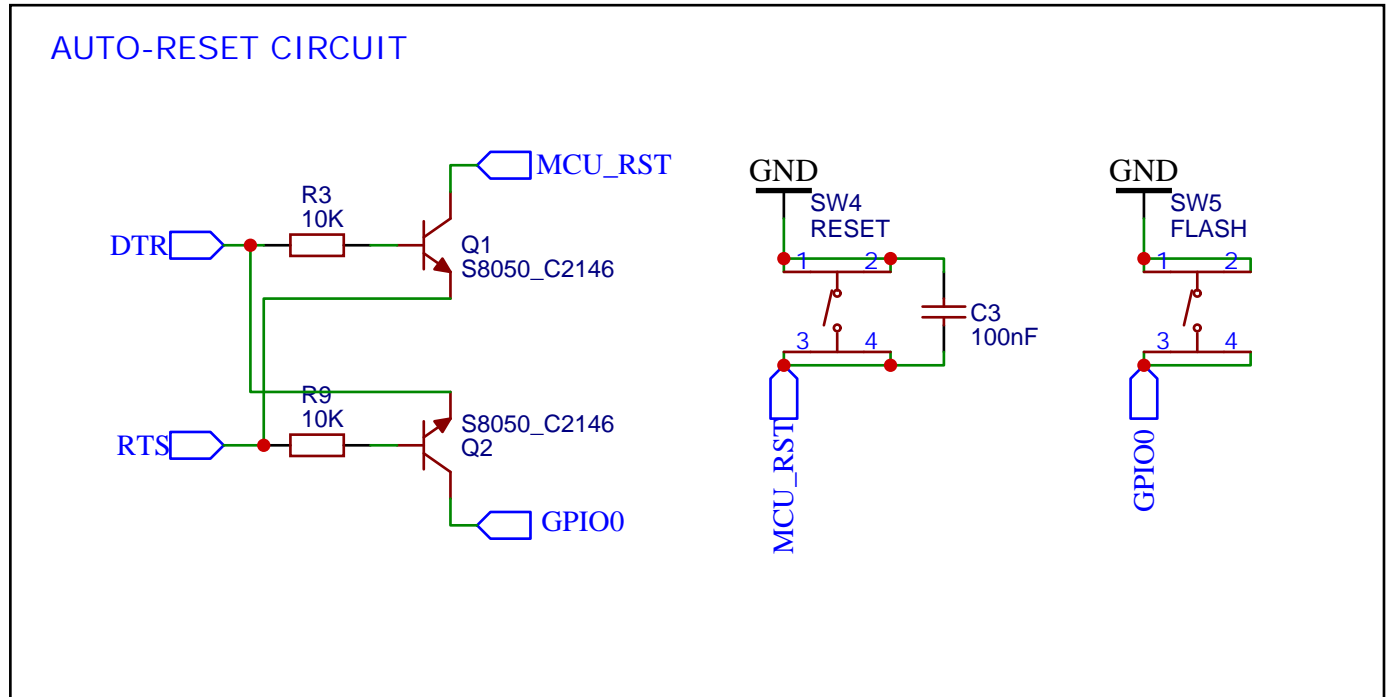 AUTO-RESET CIRCUIT
MCU_RST
R3
10K
DTR
Q1
S8050_C2146
R9
10K
RTS
S8050_C2146
Q2
GPIO0
GND
SW4
RESET
1 2
3 4
C3
100nF
MCU_RST
GND
SW5
FLASH
1 2
3 4
GPIO0